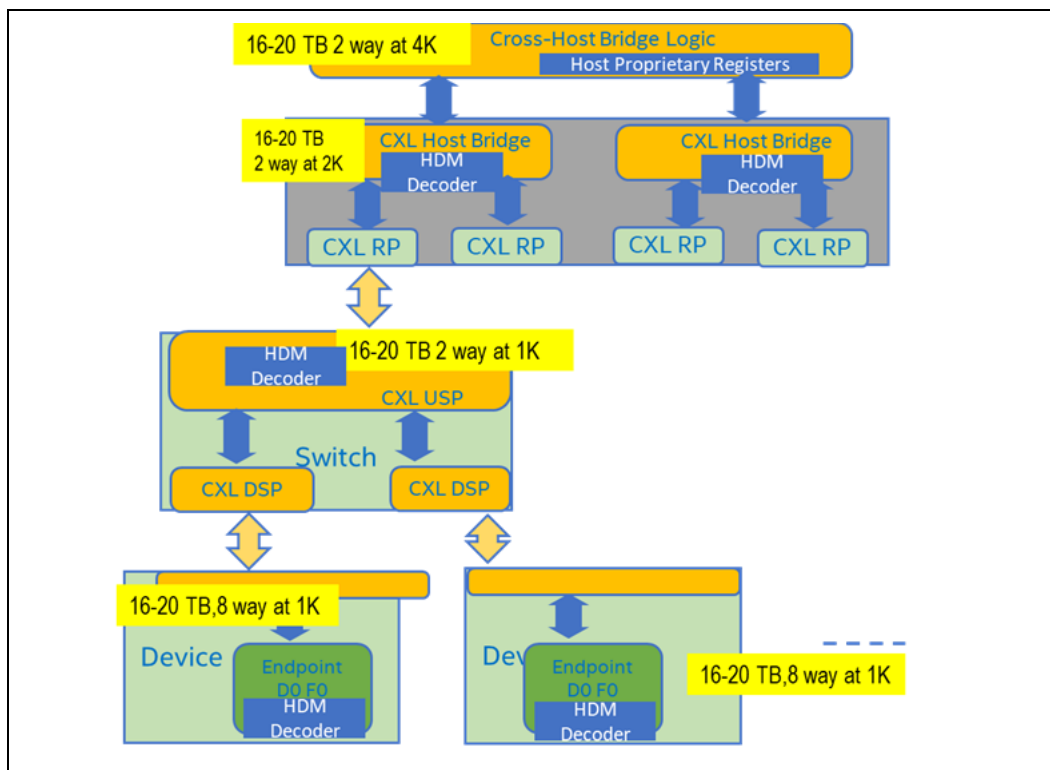 16-20 TB 2 way at 4K
Cross-Host Bridge Logic
Host Proprietary Registers
16-20 TB
2 way at 2K
CXL Host Bridge
HDM
Decoder
CXL Host Bridge
HDM
Decoder
CXL RP
CXL RP
CXL RP
CXL RP
HDM
Decoder
16-20 TB 2 way at 1K
CXL USP
Switch
CXL DSP
CXL DSP
16-20 TB,8 way at 1K
Device
Endpoint
D0 F0
HDM
Decoder
Endpoint
D0 F0
HDM
Decoder
16-20 TB,8 way at 1K